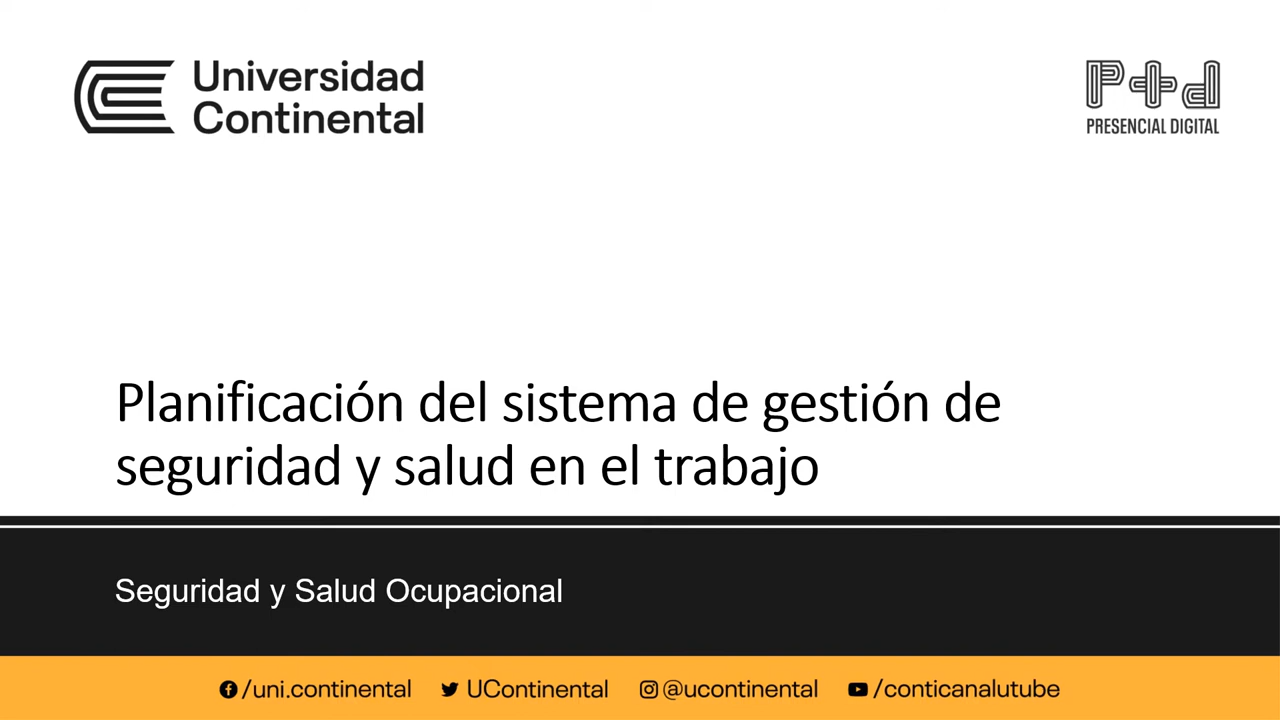 Universidad
Continental
P+d
PRESENCIAL DIGITAL
Planificación del sistema de gestión de
seguridad y salud en el trabajo
Seguridad y Salud Ocupacional
/uni.continental UContinental @ucontinental /conticanalutube